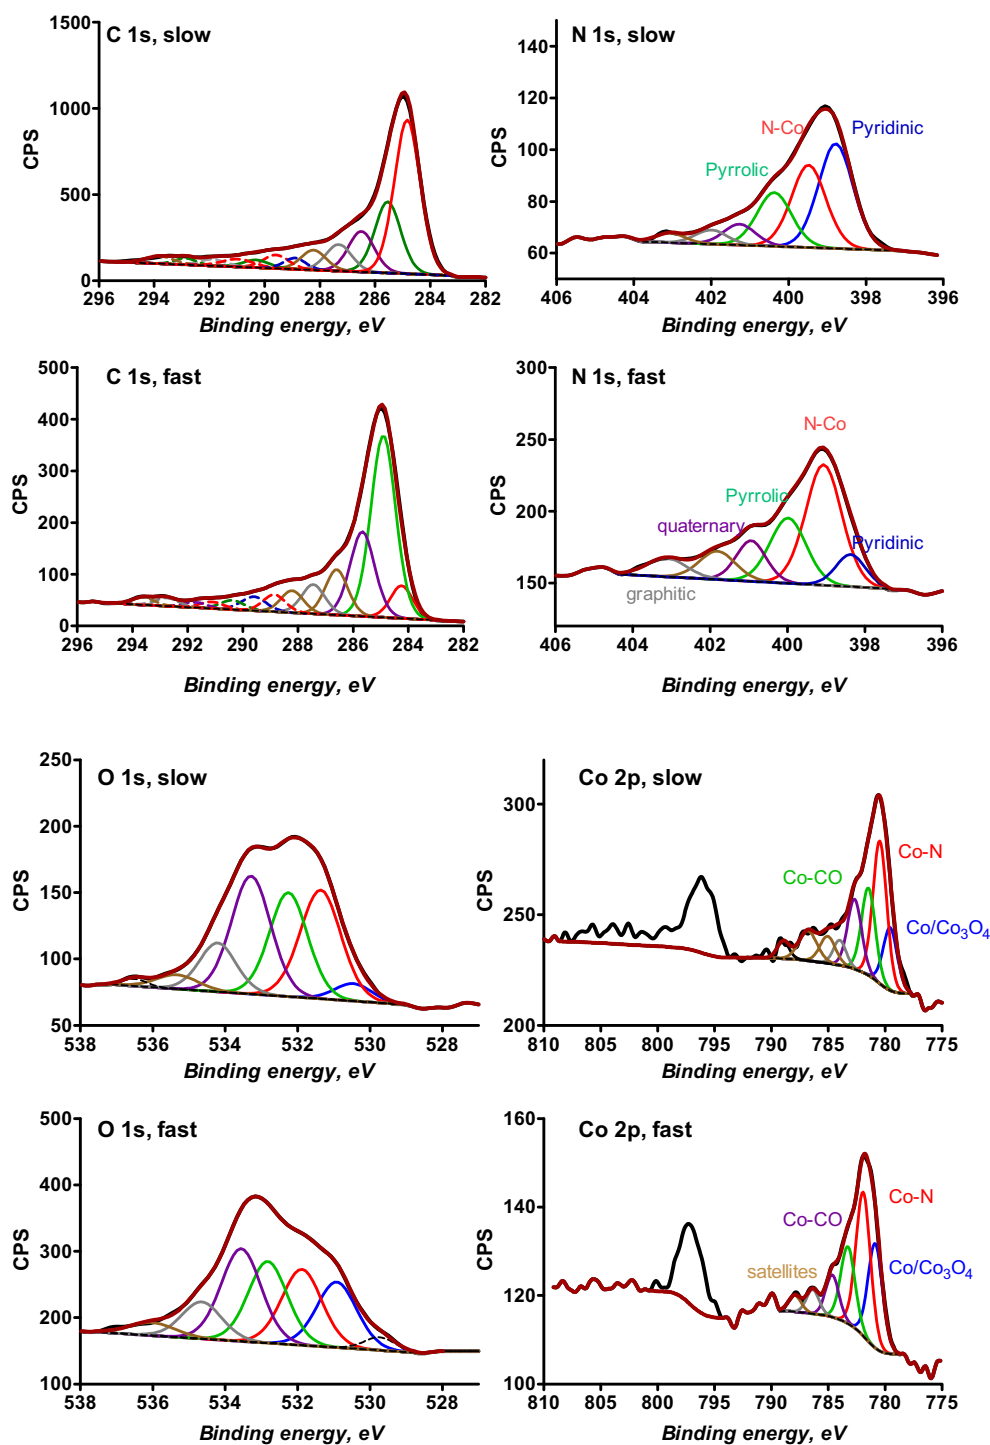 C 1s, slow
CPS
1500
1000
500
0
296 294 292 290 288 286 284 282
Binding energy, eV
N 1s, slow
CPS
140
120
100
80
60
N-Co
Pyridinic
Pyrrolic
406 404 402 400 398 396
Binding energy, eV
C 1s, fast
CPS
500
400
300
200
100
0
296 294 292 290 288 286 284 282
Binding energy, eV
N 1s, fast
CPS
300
250
200
150
N-Co
Pyrrolic
quaternary
Pyridinic
graphitic
406 404 402 400 398 396
Binding energy, eV
O 1s, slow
CPS
250
200
150
100
50
538 536 534 532 530 528
Binding energy, eV
Co 2p, slow
CPS
300
250
200
Co-N
Co-CO
Co/Co₃O₄
810 805 800 795 790 785 780 775
Binding energy, eV
O 1s, fast
CPS
500
400
300
200
100
538 536 534 532 530 528
Binding energy, eV
Co 2p, fast
CPS
160
140
120
100
Co-N
Co-CO
satellites
Co/Co₃O₄
810 805 800 795 790 785 780 775
Binding energy, eV